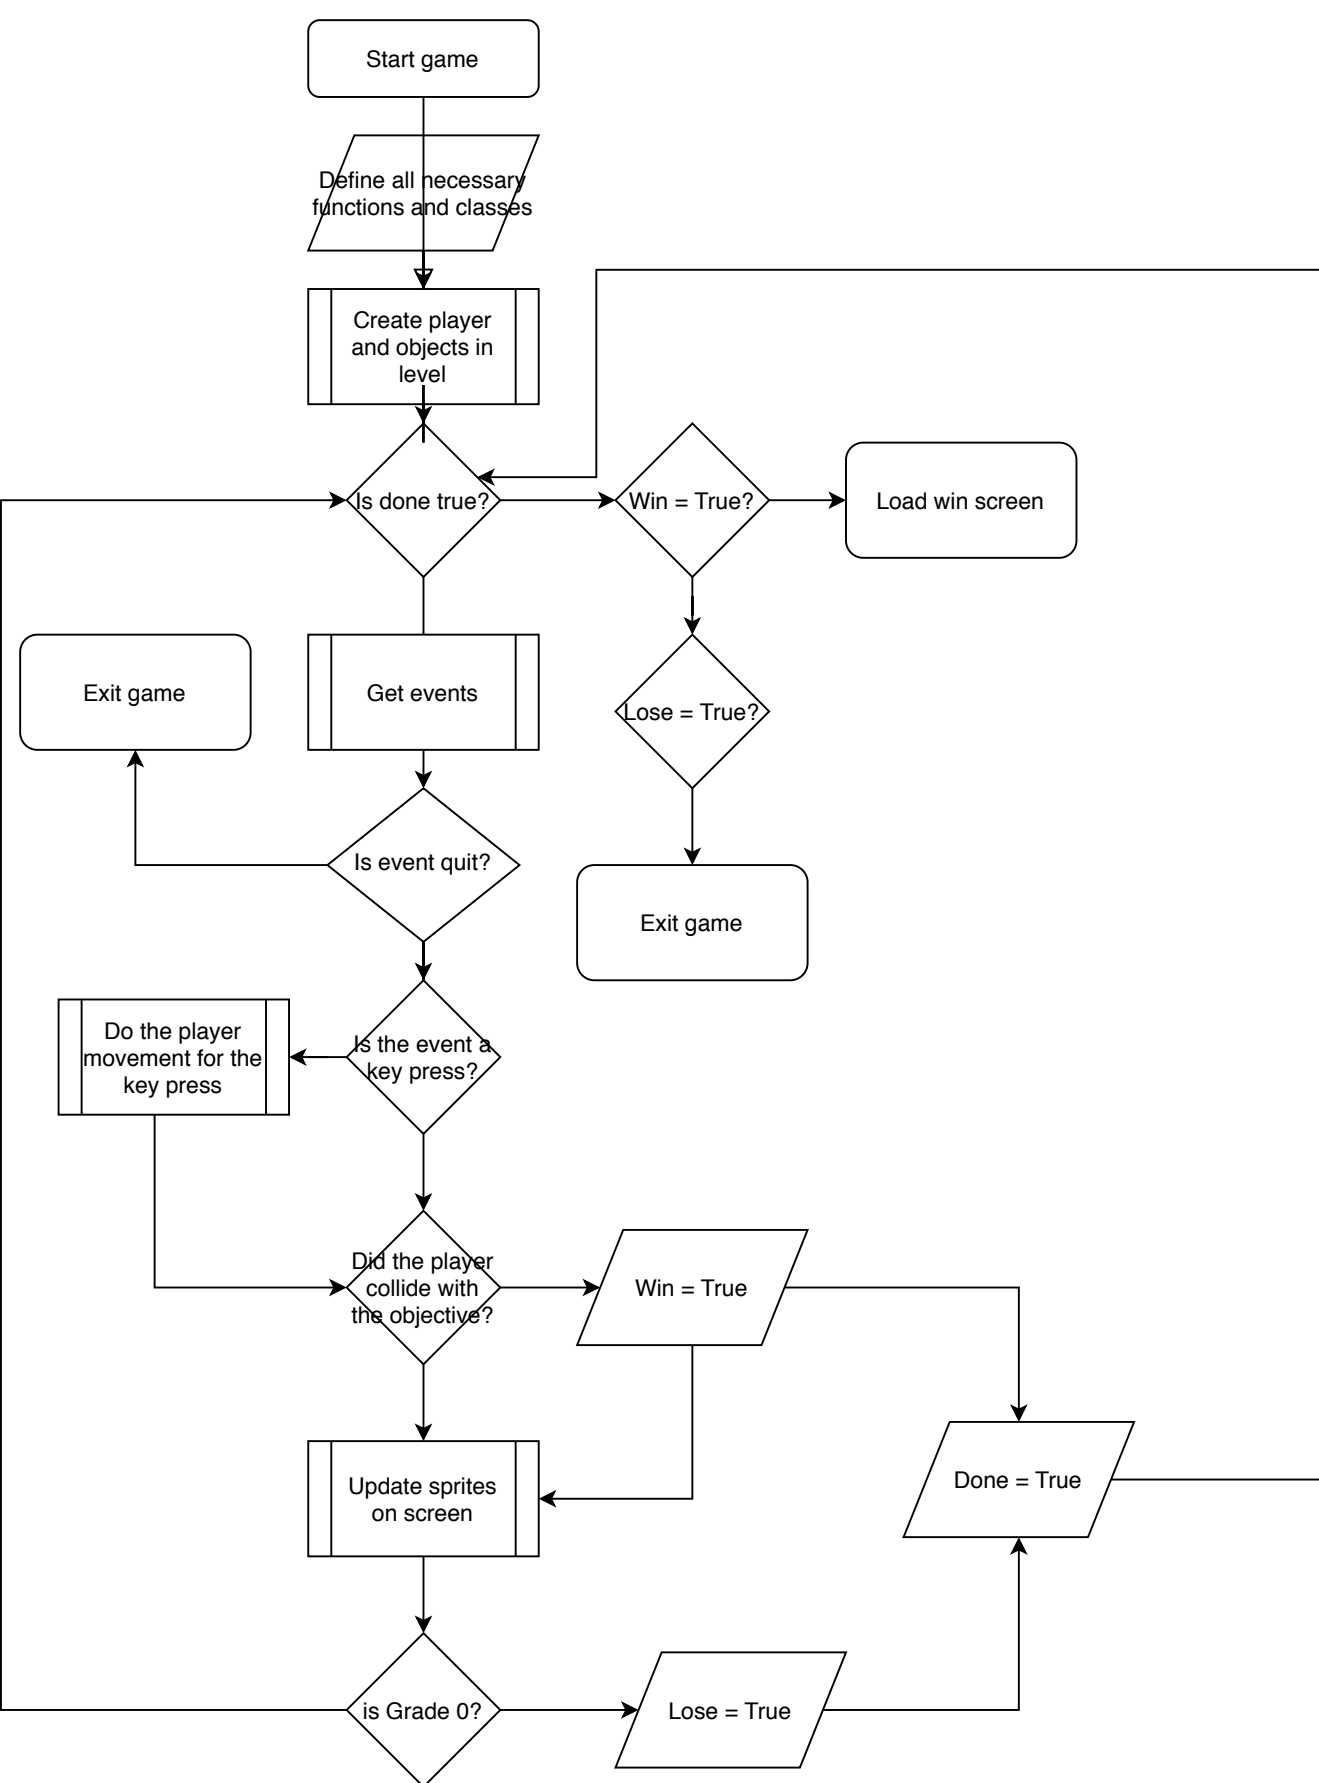 Start game
Define all necessary
functions and classes
Create player
and objects in
level
Is done true?
Win = True?
Load win screen
Exit game
Get events
Lose = True?
Is event quit?
Exit game
Do the player
movement for the
key press
Is the event a
key press?
Did the player
collide with
the objective?
Win = True
Update sprites
on screen
Done = True
is Grade 0?
Lose = True